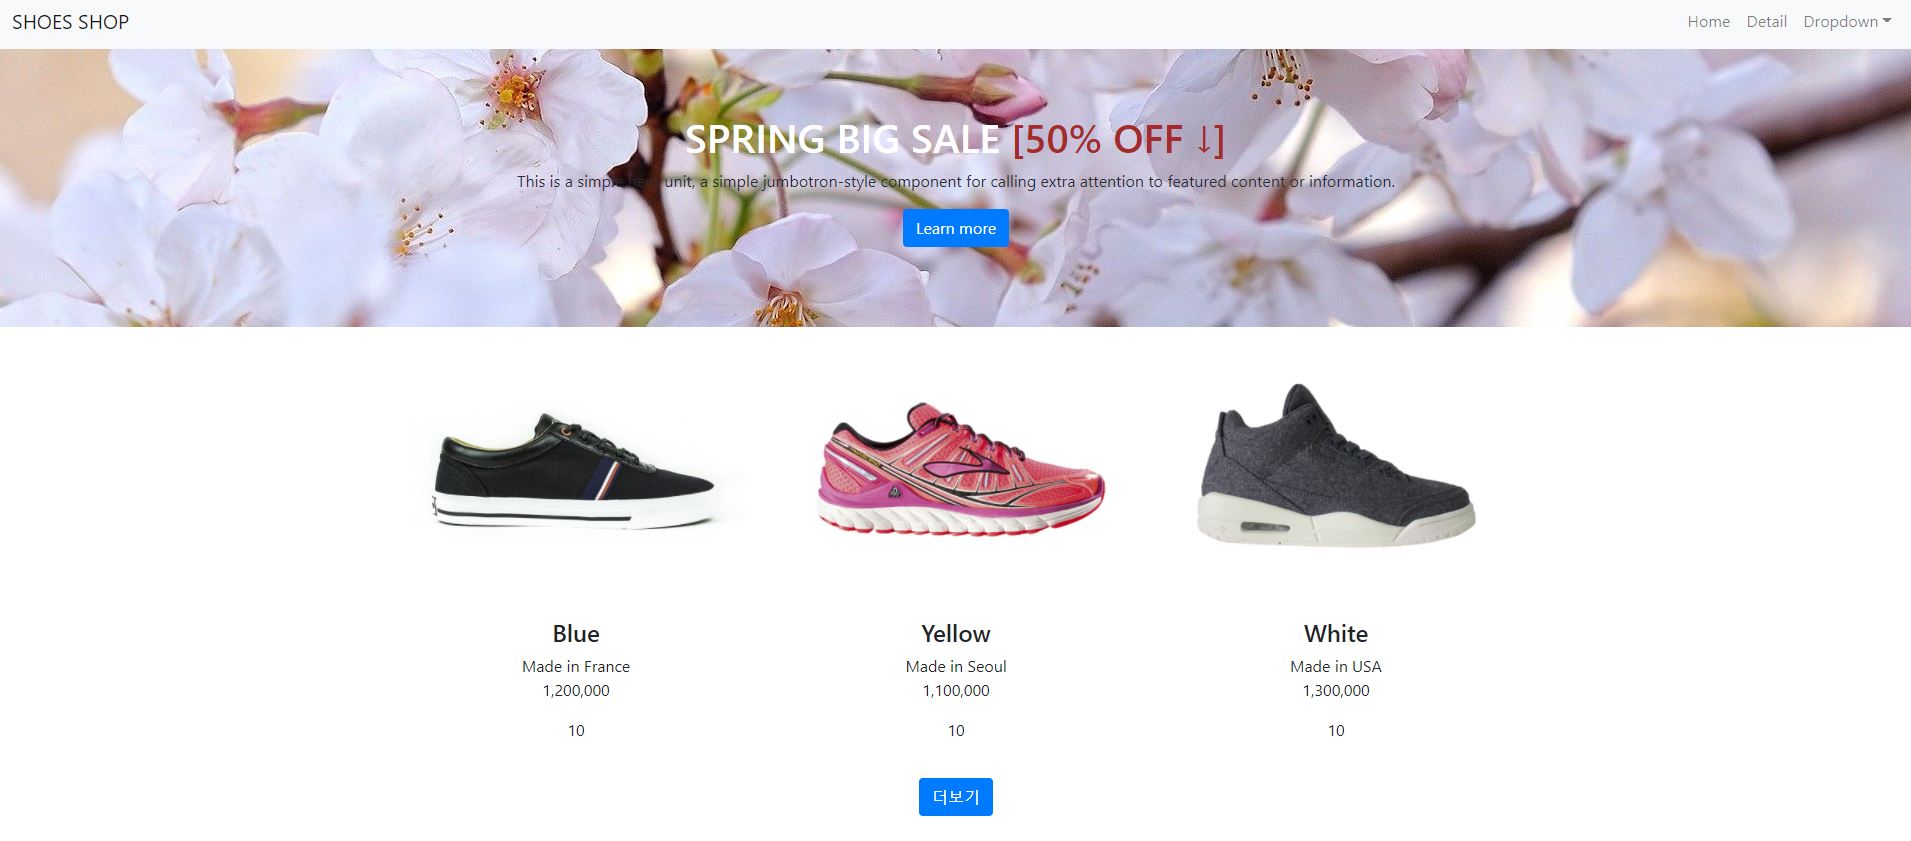 SHOES SHOP
Home Detail Dropdown
SPRING BIG SALE [50% OFF ↓]
This is a simple hero unit, a simple jumbotron-style component for calling extra attention to featured content or information.
Learn more
Blue Yellow White
Made in France Made in Seoul Made in USA
1,200,000 1,100,000 1,300,000
10 10 10
더보기